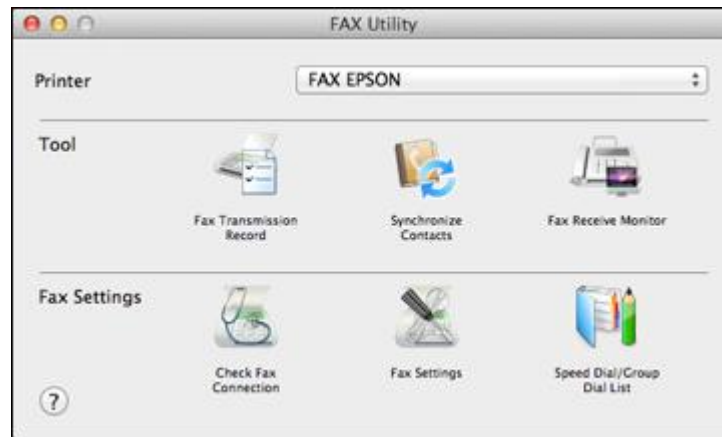 FAX Utility
Printer
FAX EPSON
Tool
Fax Transmission
Record
Synchronize
Contacts
Fax Receive Monitor
Fax Settings
Check Fax
Connection
Fax Settings
Speed Dial/Group
Dial List
?